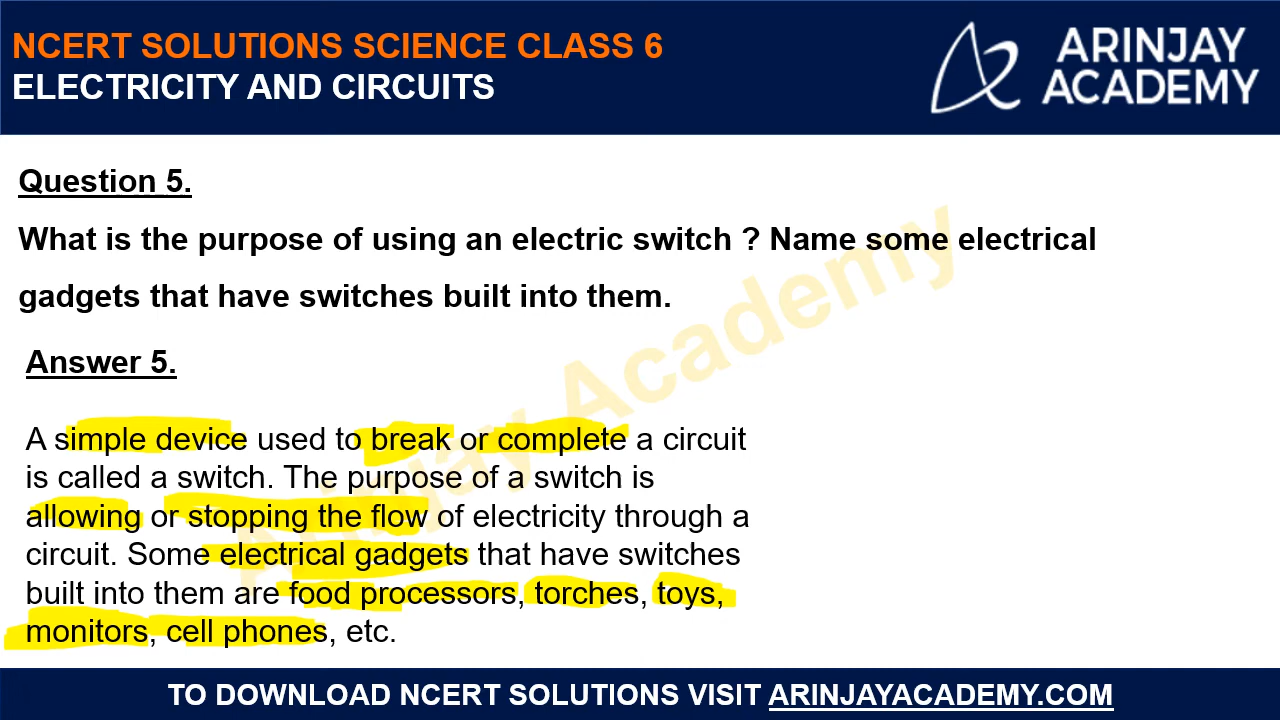 NCERT SOLUTIONS SCIENCE CLASS 6
ELECTRICITY AND CIRCUITS
ARINJAY
ACADEMY
Question 5.
What is the purpose of using an electric switch ? Name some electrical
gadgets that have switches built into them.
Answer 5.
A simple device used to break or complete a circuit
is called a switch. The purpose of a switch is
allowing or stopping the flow of electricity through a
circuit. Some electrical gadgets that have switches
built into them are food processors, torches, toys,
monitors, cell phones, etc.
Arinjay Academy
TO DOWNLOAD NCERT SOLUTIONS VISIT ARINJAYACADEMY.COM